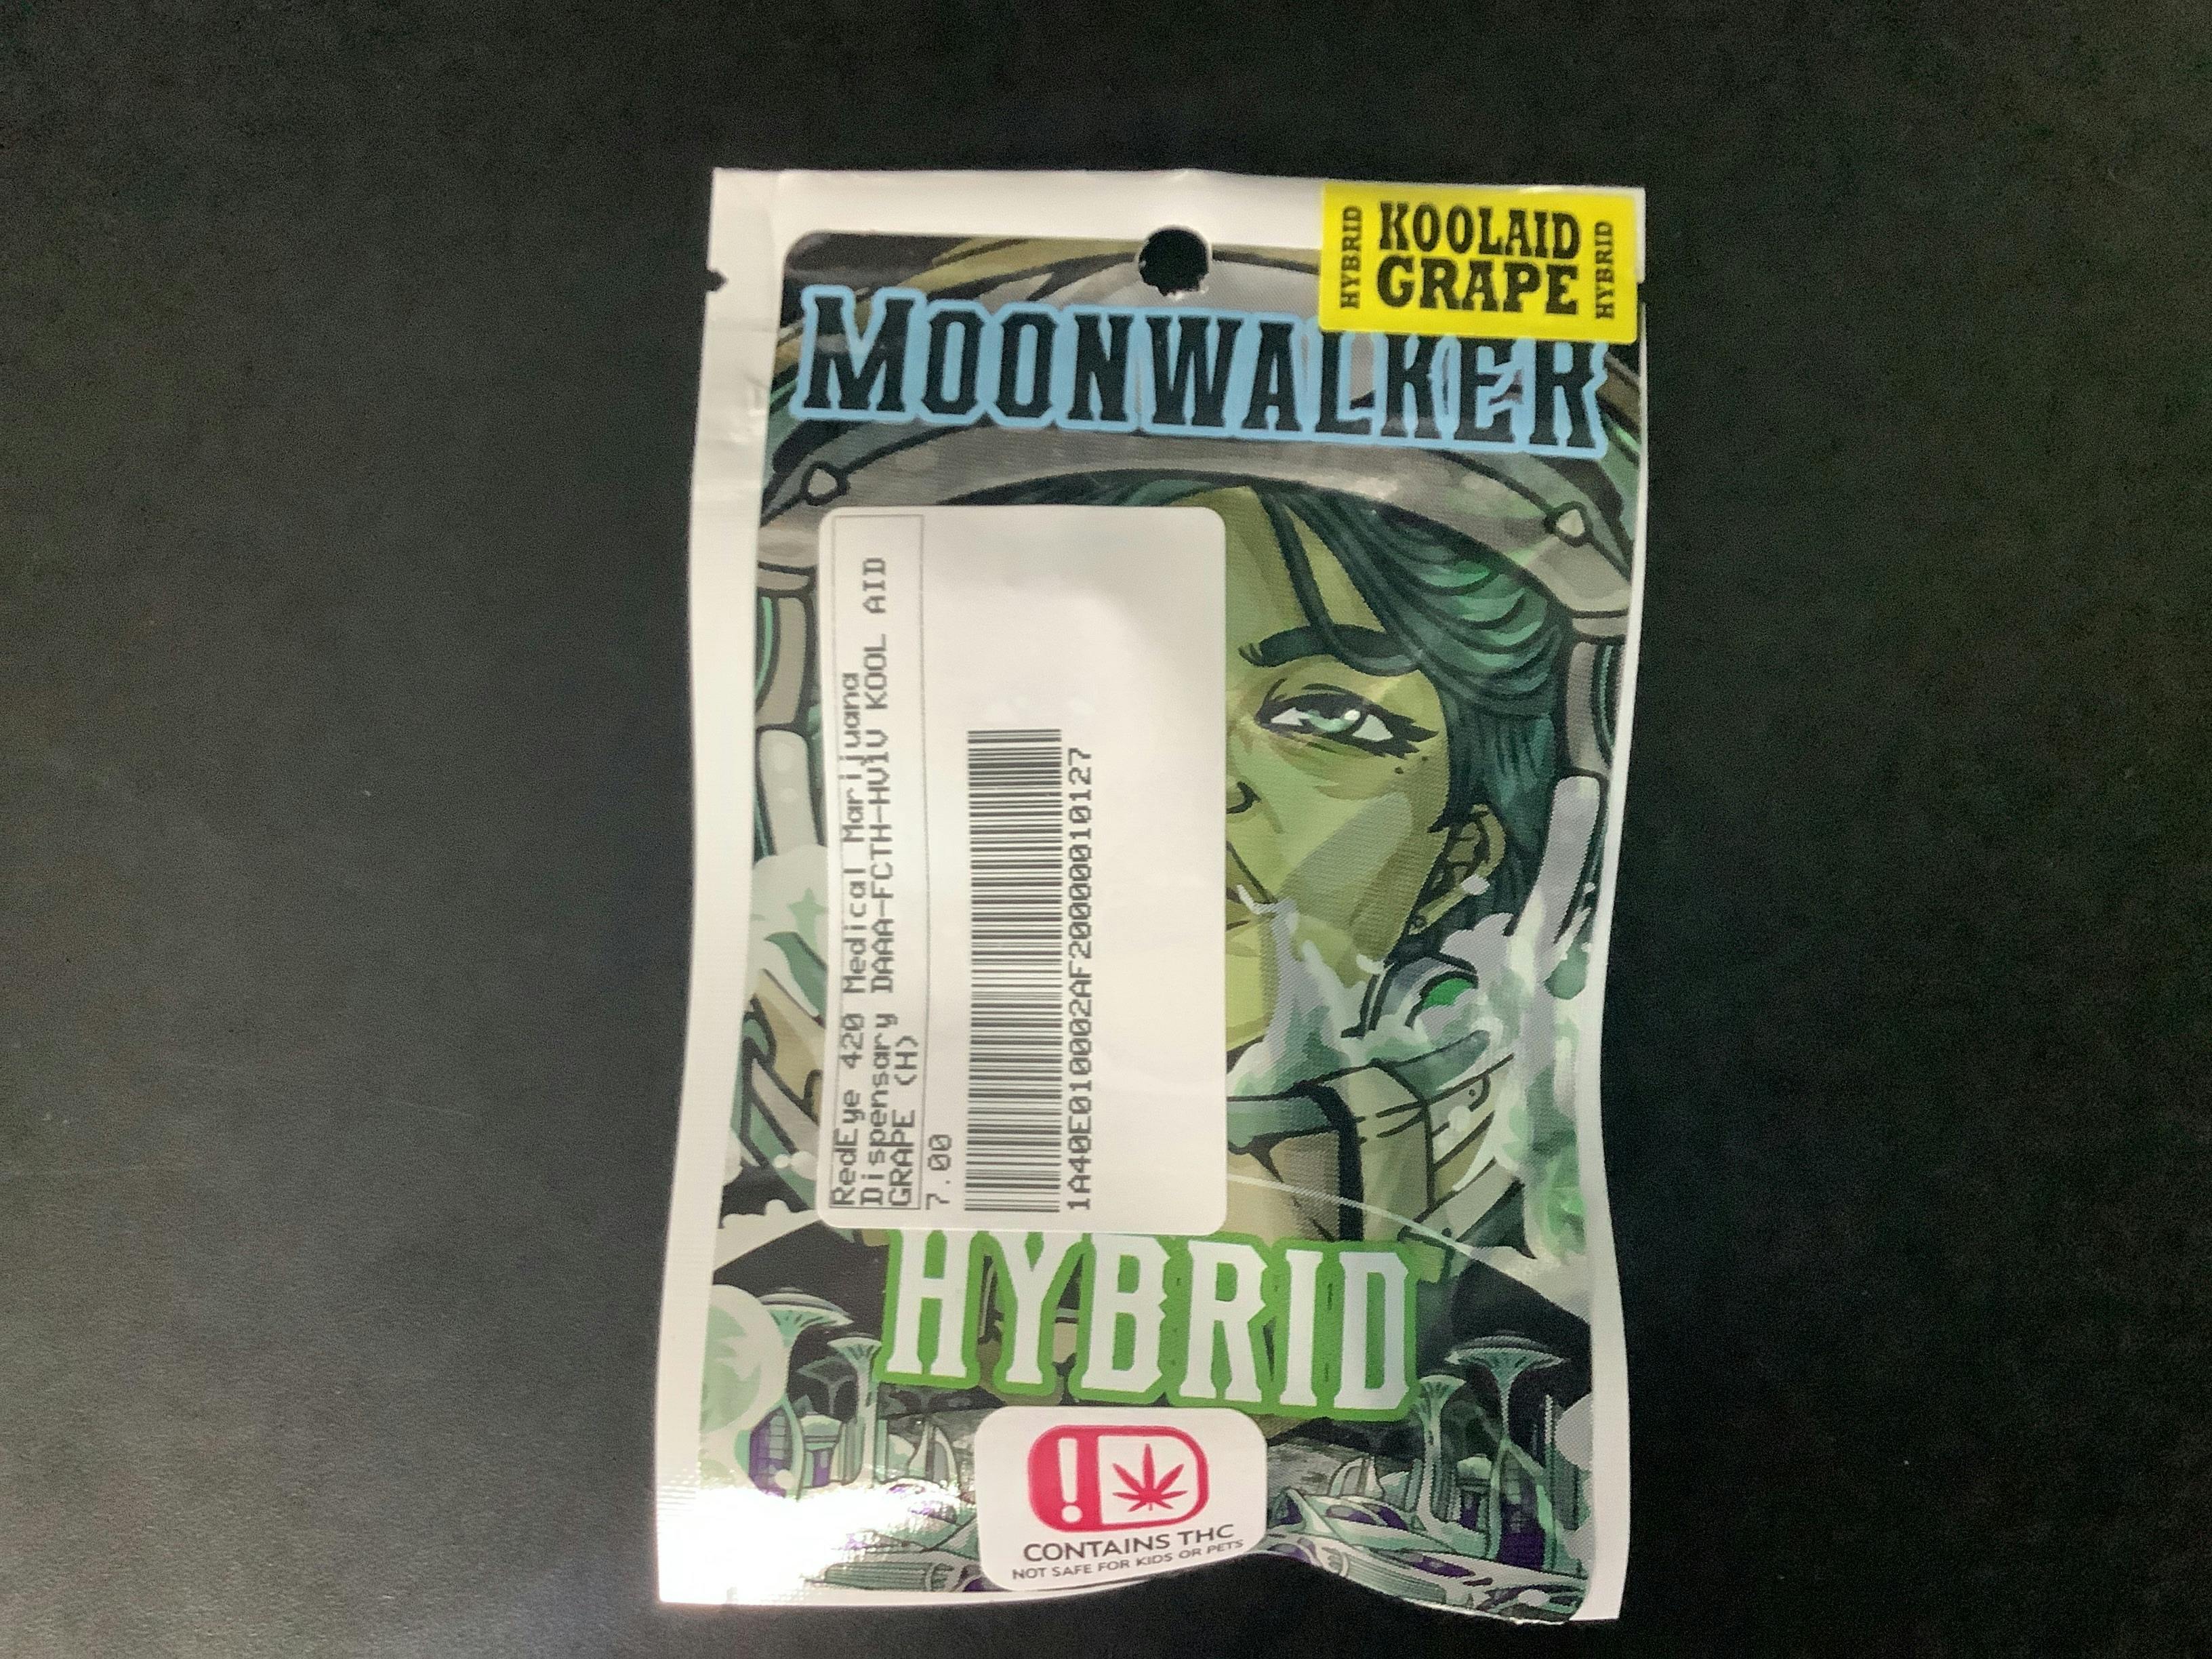 HYBRID
KOOLAID
GRAPE
HYBRID
MOONWALKER
RedEye 420 Medical Marijuana
Dispensary DAAA-FCTH-HV1V KOOL AID
GRAPE (H)
7.00
1A40E010002AF20000010127
HYBRID
!
CONTAINS THC
NOT SAFE FOR KIDS OR PETS